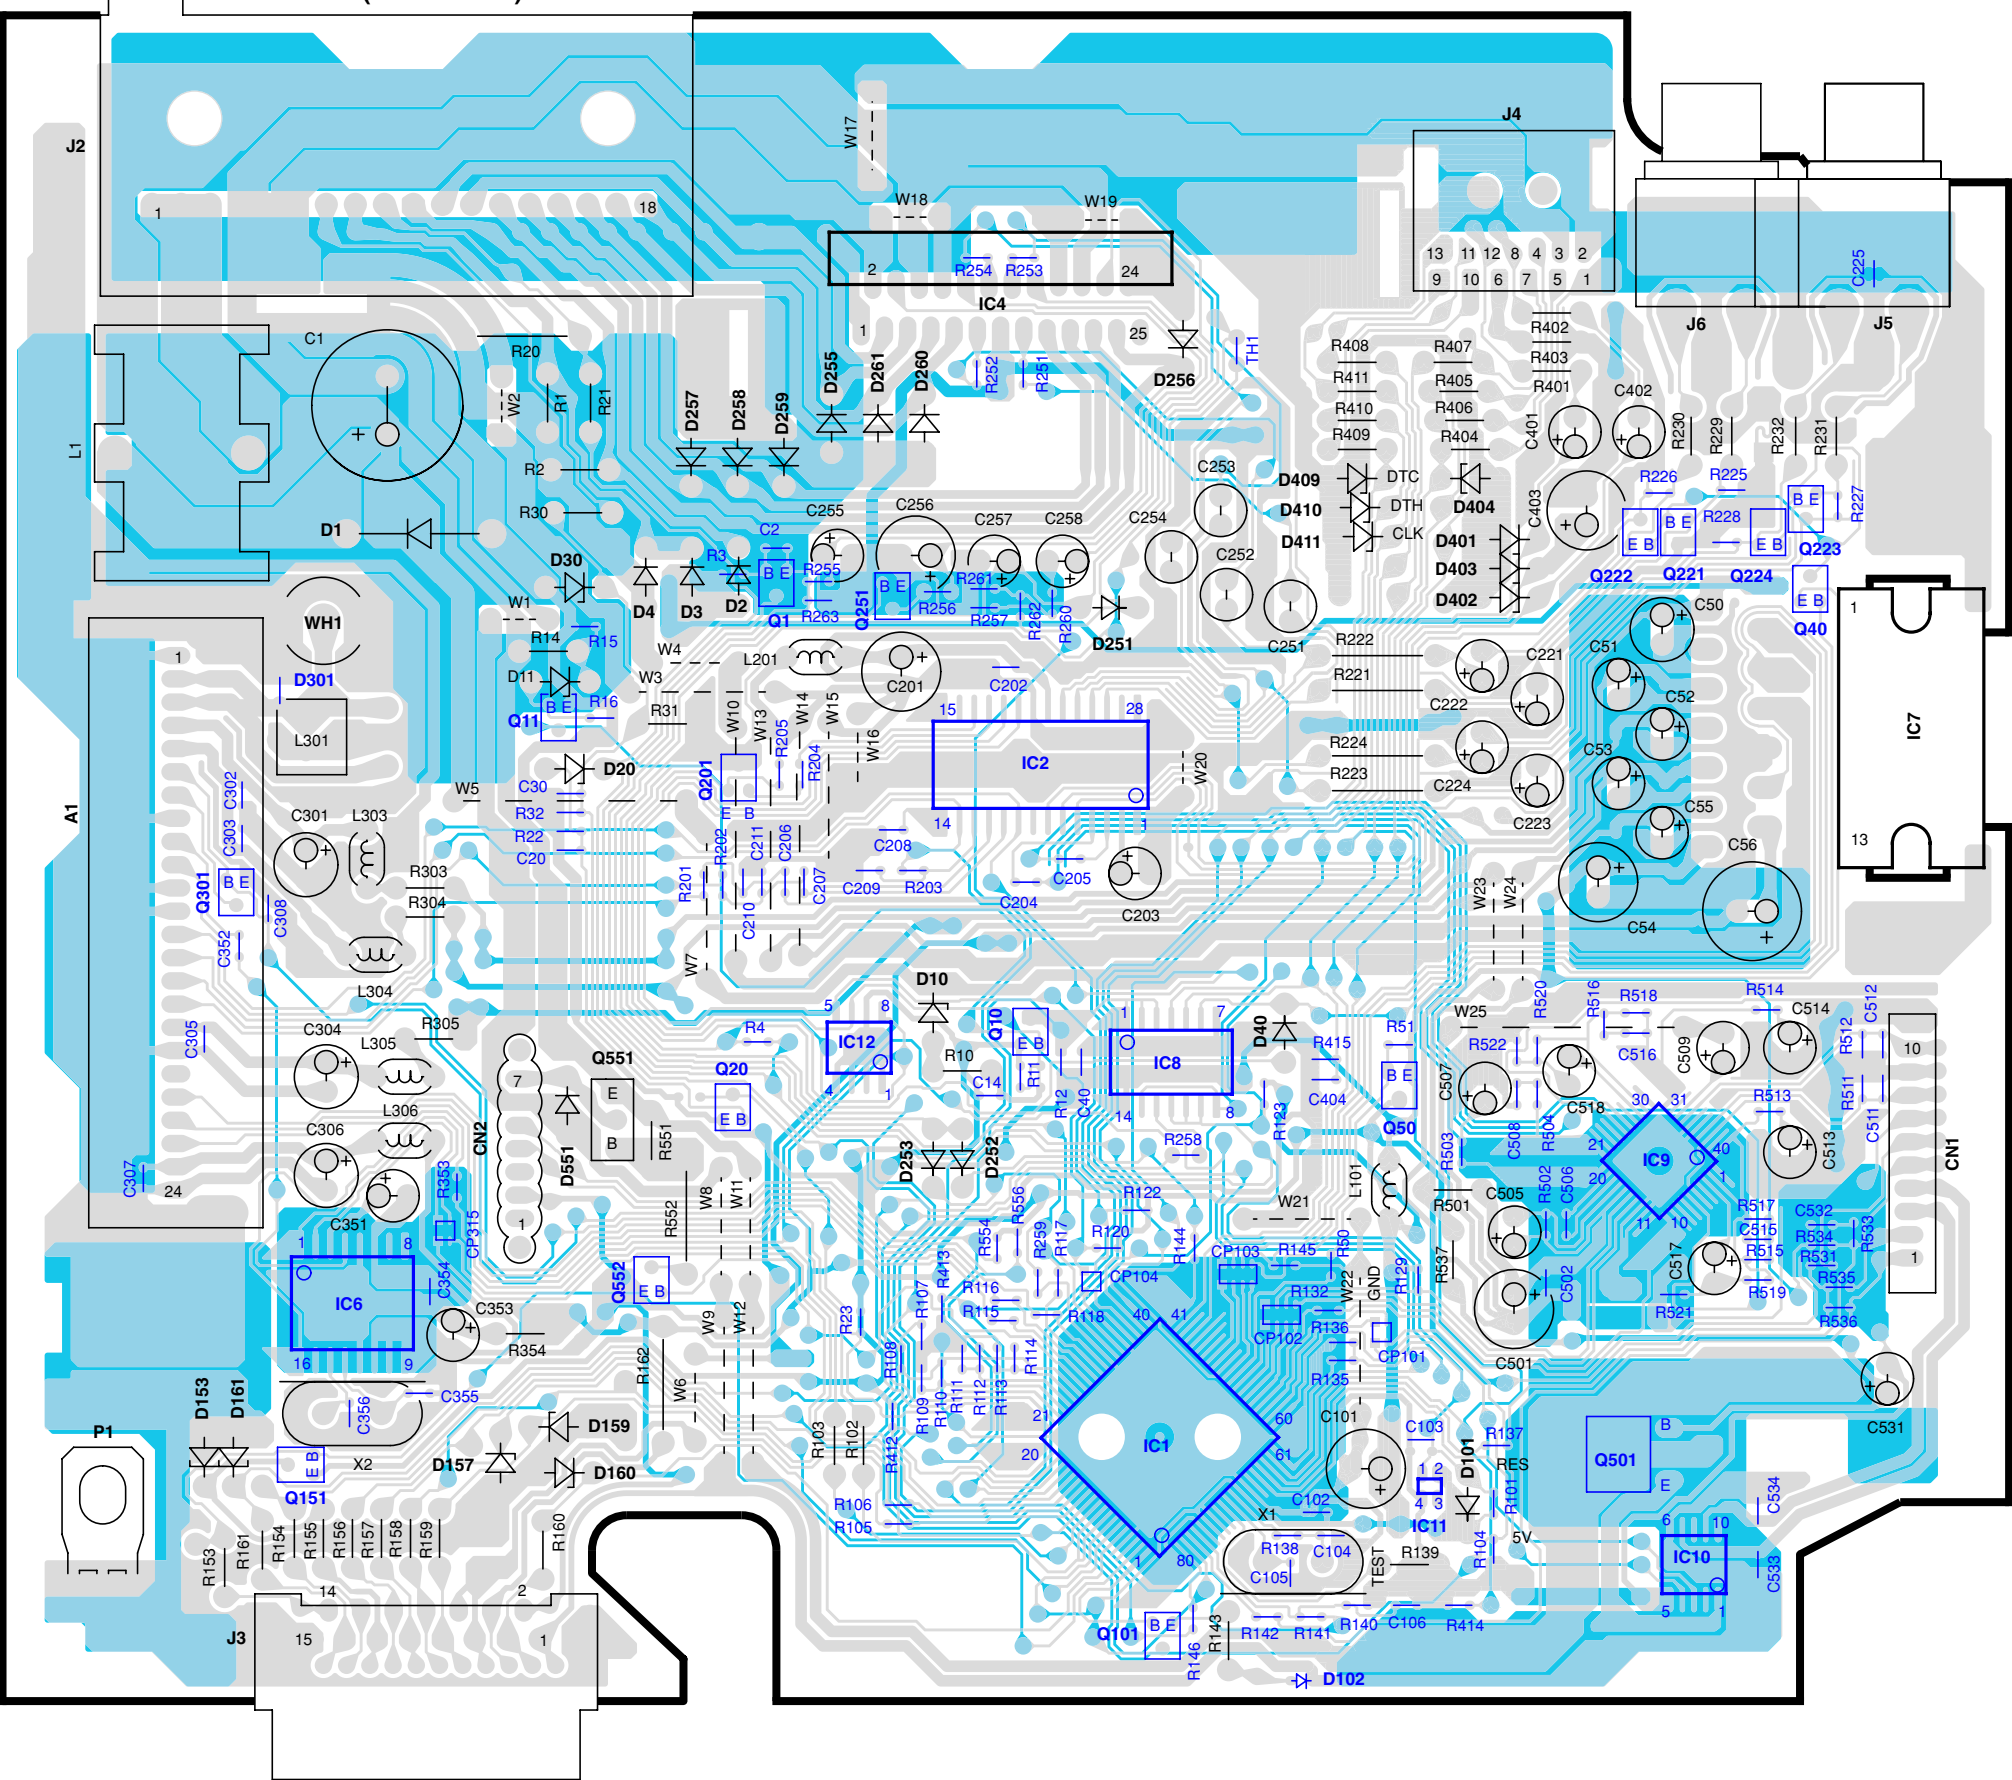 J2
W17
J4
1
18
W18
W19
2
R254
R253
24
IC4
1
25
13 11 12 8 4 3 2
9 10 6 7 5 1
C225
J6
J5
C1
R20
W2
R1
R21
L1
R2
R30
D1
D30
D257
D258
D259
D255
D261
D260
R252
R251
D256
TH1
R408
R411
R410
R409
R407
R405
R406
R404
R402
R403
R401
C401
C402
R230
R229
R232
R231
D409
DTC
D410
DTH
D411
CLK
D404
D401
D403
D402
C403
R226
R225
R228
R227
B E
E B
B E
E B
Q223
Q222
Q221
Q224
E B
Q40
C253
C254
C252
C251
C255
C256
C257
C258
C2
R3
B E
R255
R263
Q251
B E
R256
R261
R257
R262
R260
D251
D4
D3
D2
Q1
WH1
W1
R14
R15
D11
B E
Q11
R16
D301
L301
W4
W3
R31
L201
C201
C202
W10
W13
W14
W15
W16
R205
R204
Q201
E B
15
28
IC2
14
1
W20
R222
R221
R224
R223
C221
C222
C224
C223
C50
C51
C52
C53
C55
C54
C56
1
IC7
13
A1
1
24
C302
C303
C301
L303
D20
W5
C30
R32
R22
C20
R303
R304
R201
R202
C211
C206
C207
C210
C208
C209
R203
C204
C205
C203
W23
W24
Q301
B E
C308
C352
L304
W7
C305
C304
L305
R305
L306
C306
C307
C351
R353
CP315
CN2
7
1
D551
Q551
E
B
R551
R552
W8
W11
R4
Q20
E B
5
8
IC12
4
1
D10
R10
C14
Q10
E B
R11
R12
C40
1
7
IC8
14
8
D40
R415
C404
R123
R51
B E
Q50
W25
R520
R516
R518
C516
R522
C507
C518
C508
R504
R503
C509
R514
C514
C512
R512
R511
C511
R513
C513
30
31
21
40
IC9
20
1
11
10
10
CN1
1
D253
D252
R258
R556
R554
R259
R117
R122
R120
R144
CP103
R145
CP104
W21
L101
R50
R501
R537
R129
GND
W22
C505
R502
C506
C502
C501
C517
R521
R517
C515
R515
R519
C532
R534
R531
R535
R536
R533
C531
1
8
IC6
16
9
C354
C353
R354
C355
C356
X2
Q552
E B
W9
W12
R162
W6
R23
R108
R107
R413
R116
R115
R118
R109
R110
R111
R112
R113
R114
R412
R103
R102
R106
R105
40
41
21
60
IC1
20
61
1
80
CP102
R132
R136
R135
CP101
C101
C103
1 2
4 3
IC11
D101
R137
RES
R101
R104
5V
Q501
B
E
C534
C533
6
10
IC10
5
1
P1
D153
D161
E B
Q151
D157
D159
D160
R153
R161
R154
R155
R156
R157
R158
R159
R160
14
2
J3
15
1
C102
X1
R138
C104
C105
TEST
R139
Q101
B E
R146
R143
R142
R141
R140
C106
R414
D102